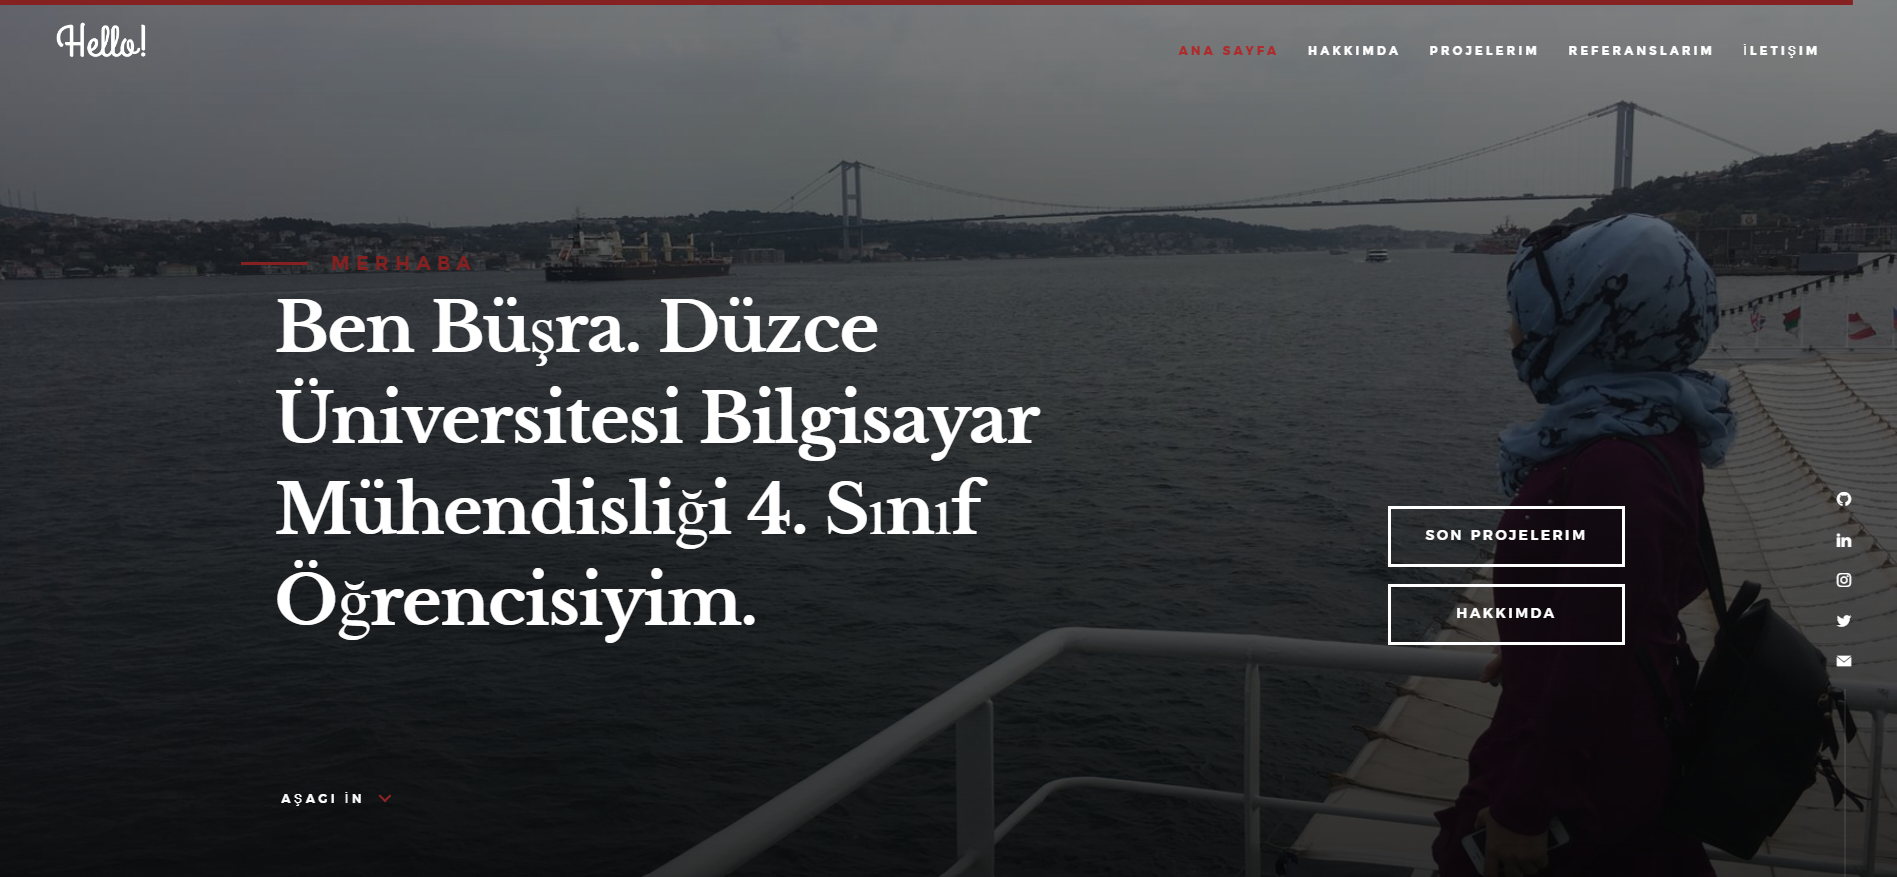 Hello!
ANA SAYFA HAKKIMDA PROJELERIM REFERANSLARIM İLETIŞIM
MERHABA
Ben Büşra. Düzce
Üniversitesi Bilgisayar
Mühendisliği 4. Sınıf
Öğrencisiyim.
SON PROJELERIM
HAKKIMDA
AŞAGI İN